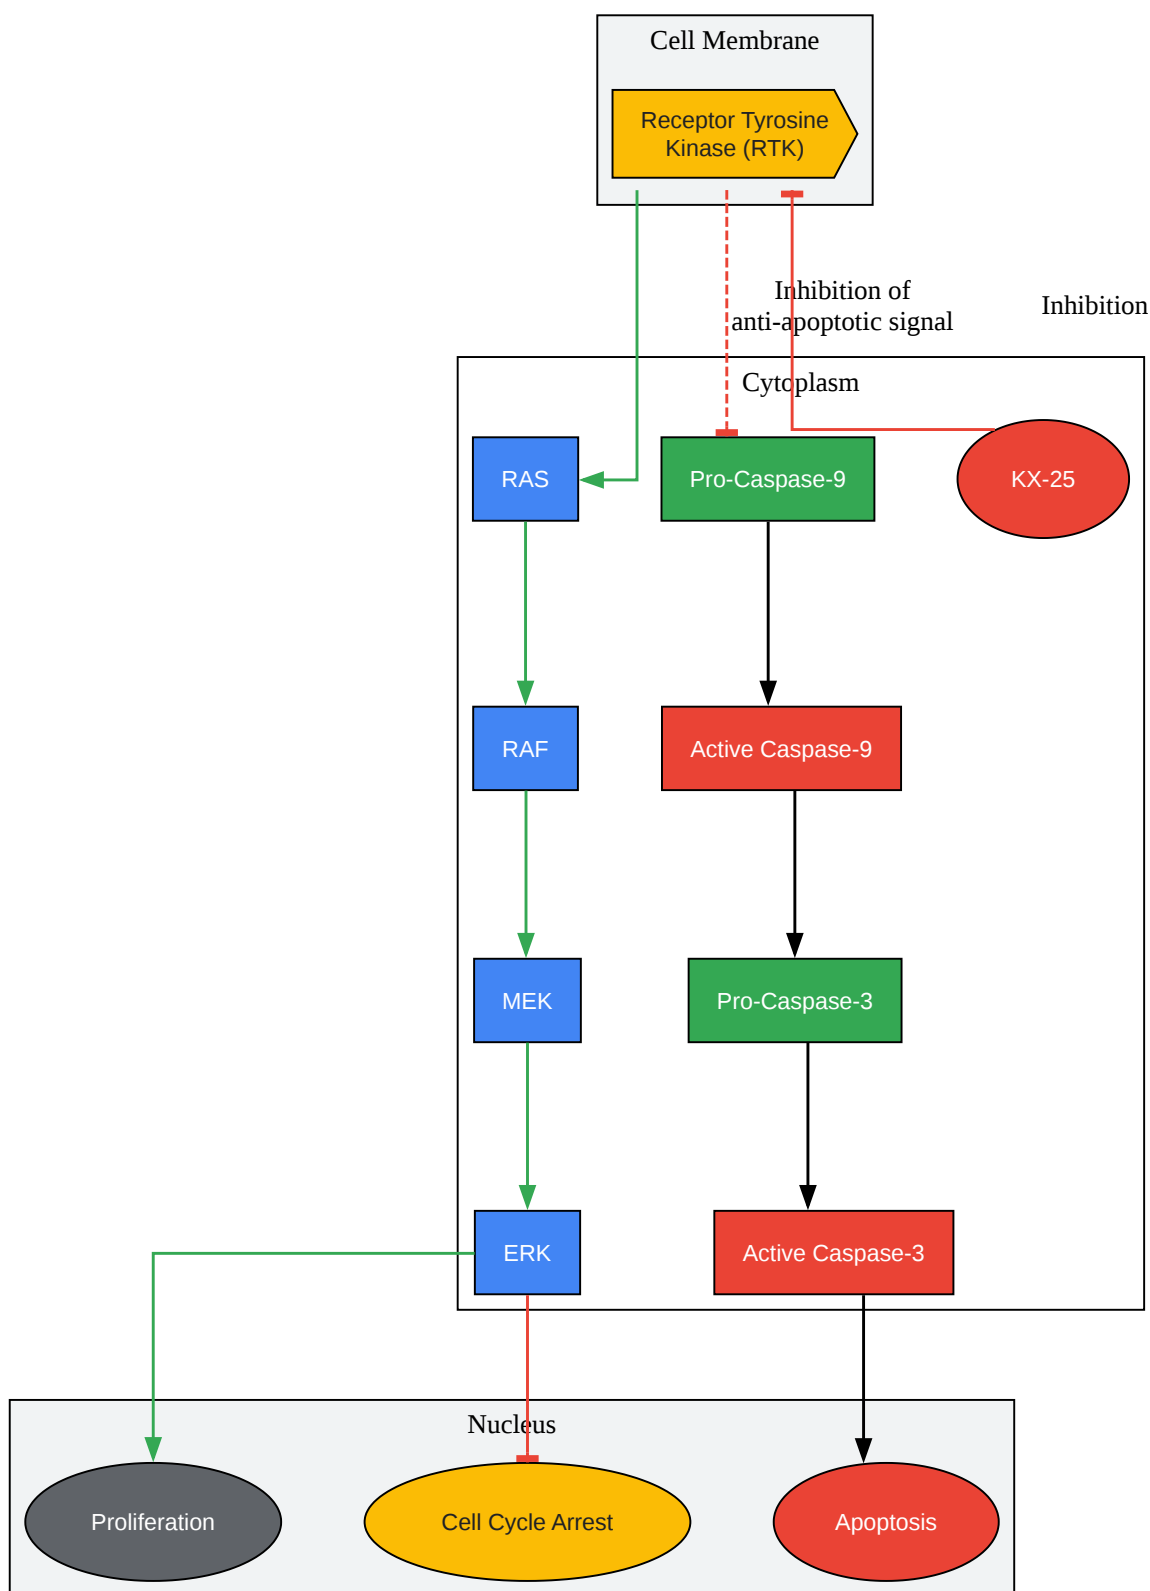 Cell Membrane
Receptor Tyrosine
Kinase (RTK)
Inhibition of
anti-apoptotic signal
Inhibition
Cytoplasm
RAS
Pro-Caspase-9
KX-25
RAF
Active Caspase-9
MEK
Pro-Caspase-3
ERK
Active Caspase-3
Nucleus
Proliferation
Cell Cycle Arrest
Apoptosis